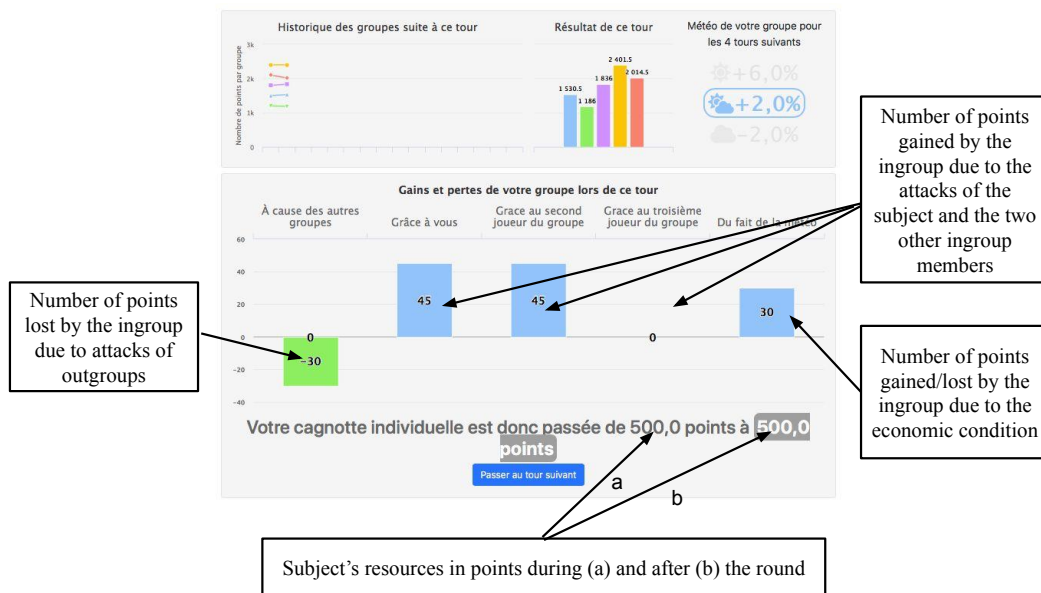 Historique des groupes suite à ce tour
Nombre de points par groupe
3k
2k
1k
0
Résultat de ce tour
1 530.5
1 186
1 836
2 401.5
2 014.5
Météo de votre groupe pour
les 4 tours suivants
+6,0%
+2,0%
-2,0%
Gains et pertes de votre groupe lors de ce tour
À cause des autres
groupes
Grâce à vous
Grace au second
joueur du groupe
Grace au troisième
joueur du groupe
Du fait de la météo
60
40
20
0
-20
-40
0
-30
45
45
0
30
Votre cagnotte individuelle est donc passée de 500,0 points à 500,0
points
Passer au tour suivant
Number of points
lost by the ingroup
due to attacks of
outgroups
Number of points
gained by the
ingroup due to the
attacks of the
subject and the two
other ingroup
members
Number of points
gained/lost by the
ingroup due to the
economic condition
a
b
Subject's resources in points during (a) and after (b) the round